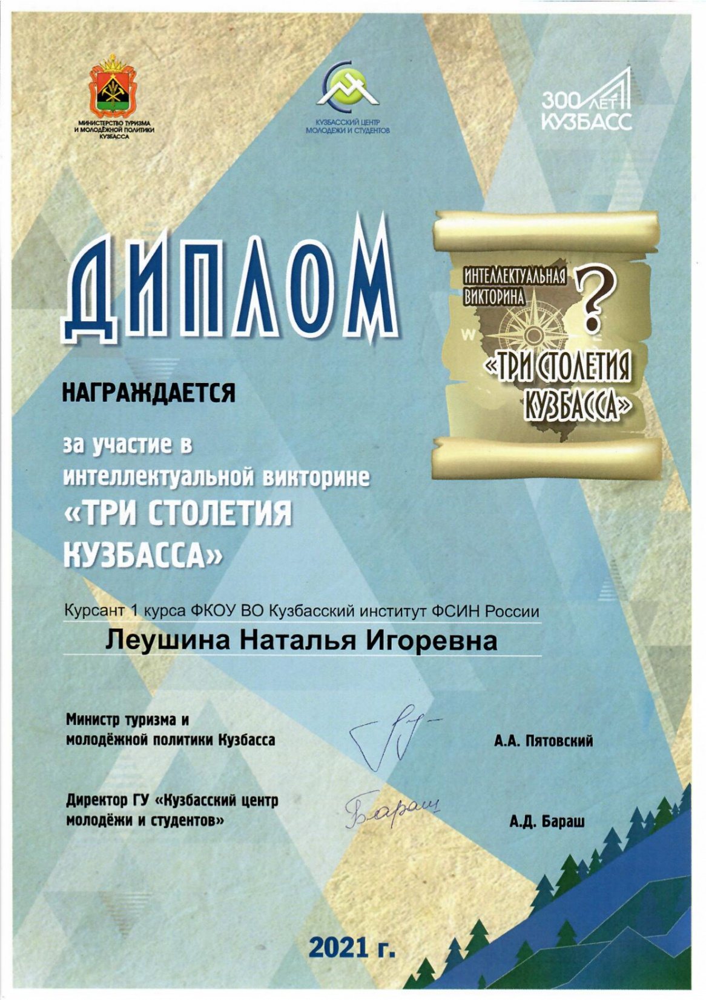 МИНИСТЕРСТВО ТУРИЗМА
И МОЛОДЁЖНОЙ ПОЛИТИКИ
КУЗБАССА
КУЗБАССКИЙ ЦЕНТР
МОЛОДЕЖИ И СТУДЕНТОВ
300 ЛЕТ
КУЗБАСС
ДИПЛОМ
ИНТЕЛЛЕКТУАЛЬНАЯ
ВИКТОРИНА
?
W
E
«ТРИ СТОЛЕТИЯ
КУЗБАССА»
НАГРАЖДАЕТСЯ
за участие в
интеллектуальной викторине
«ТРИ СТОЛЕТИЯ
КУЗБАССА»
Курсант 1 курса ФКОУ ВО Кузбасский институт ФСИН России
Леушина Наталья Игоревна
Министр туризма и
молодёжной политики Кузбасса
А.А. Пятовский
Директор ГУ «Кузбасский центр
молодёжи и студентов»
Бараш
А.Д. Бараш
2021 г.